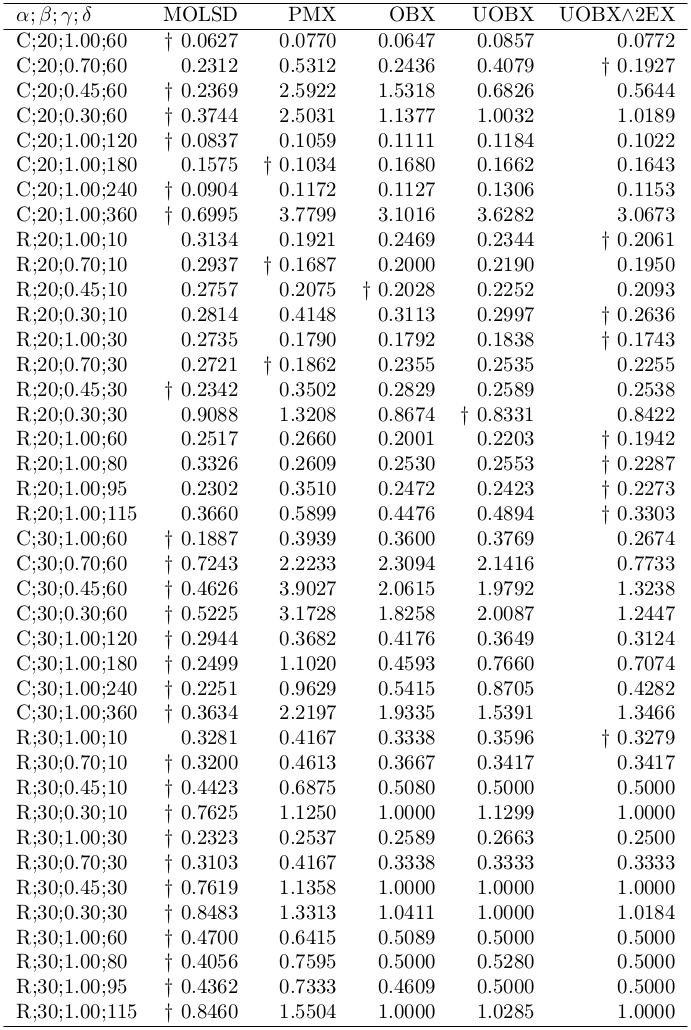 α; β; γ; δ MOLSD PMX OBX UOBX UOBX∧2EX
C;20;1.00;60 † 0.0627 0.0770 0.0647 0.0857 0.0772
C;20;0.70;60 0.2312 0.5312 0.2436 0.4079 † 0.1927
C;20;0.45;60 † 0.2369 2.5922 1.5318 0.6826 0.5644
C;20;0.30;60 † 0.3744 2.5031 1.1377 1.0032 1.0189
C;20;1.00;120 † 0.0837 0.1059 0.1111 0.1184 0.1022
C;20;1.00;180 0.1575 † 0.1034 0.1680 0.1662 0.1643
C;20;1.00;240 † 0.0904 0.1172 0.1127 0.1306 0.1153
C;20;1.00;360 † 0.6995 3.7799 3.1016 3.6282 3.0673
R;20;1.00;10 0.3134 0.1921 0.2469 0.2344 † 0.2061
R;20;0.70;10 0.2937 † 0.1687 0.2000 0.2190 0.1950
R;20;0.45;10 0.2757 0.2075 † 0.2028 0.2252 0.2093
R;20;0.30;10 0.2814 0.4148 0.3113 0.2997 † 0.2636
R;20;1.00;30 0.2735 0.1790 0.1792 0.1838 † 0.1743
R;20;0.70;30 0.2721 † 0.1862 0.2355 0.2535 0.2255
R;20;0.45;30 † 0.2342 0.3502 0.2829 0.2589 0.2538
R;20;0.30;30 0.9088 1.3208 0.8674 † 0.8331 0.8422
R;20;1.00;60 0.2517 0.2660 0.2001 0.2203 † 0.1942
R;20;1.00;80 0.3326 0.2609 0.2530 0.2553 † 0.2287
R;20;1.00;95 0.2302 0.3510 0.2472 0.2423 † 0.2273
R;20;1.00;115 0.3660 0.5899 0.4476 0.4894 † 0.3303
C;30;1.00;60 † 0.1887 0.3939 0.3600 0.3769 0.2674
C;30;0.70;60 † 0.7243 2.2233 2.3094 2.1416 0.7733
C;30;0.45;60 † 0.4626 3.9027 2.0615 1.9792 1.3238
C;30;0.30;60 † 0.5225 3.1728 1.8258 2.0087 1.2447
C;30;1.00;120 † 0.2944 0.3682 0.4176 0.3649 0.3124
C;30;1.00;180 † 0.2499 1.1020 0.4593 0.7660 0.7074
C;30;1.00;240 † 0.2251 0.9629 0.5415 0.8705 0.4282
C;30;1.00;360 † 0.3634 2.2197 1.9335 1.5391 1.3466
R;30;1.00;10 0.3281 0.4167 0.3338 0.3596 † 0.3279
R;30;0.70;10 † 0.3200 0.4613 0.3667 0.3417 0.3417
R;30;0.45;10 † 0.4423 0.6875 0.5080 0.5000 0.5000
R;30;0.30;10 † 0.7625 1.1250 1.0000 1.1299 1.0000
R;30;1.00;30 † 0.2323 0.2537 0.2589 0.2663 0.2500
R;30;0.70;30 † 0.3103 0.4167 0.3338 0.3333 0.3333
R;30;0.45;30 † 0.7619 1.1358 1.0000 1.0000 1.0000
R;30;0.30;30 † 0.8483 1.3313 1.0411 1.0000 1.0184
R;30;1.00;60 † 0.4700 0.6415 0.5089 0.5000 0.5000
R;30;1.00;80 † 0.4056 0.7595 0.5000 0.5280 0.5000
R;30;1.00;95 † 0.4362 0.7333 0.4609 0.5000 0.5000
R;30;1.00;115 † 0.8460 1.5504 1.0000 1.0285 1.0000